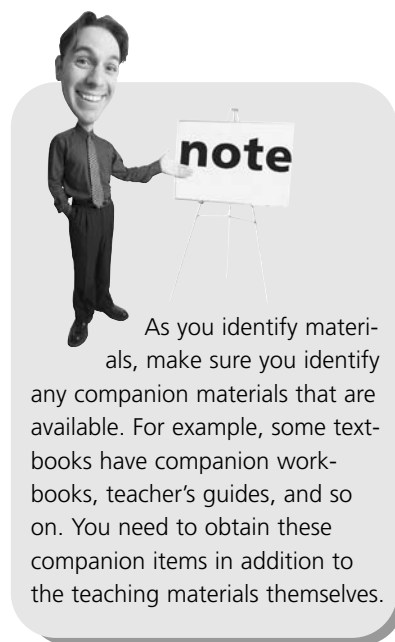 note
As you identify materi-
als, make sure you identify
any companion materials that are
available. For example, some text-
books have companion work-
books, teacher's guides, and so
on. You need to obtain these
companion items in addition to
the teaching materials themselves.